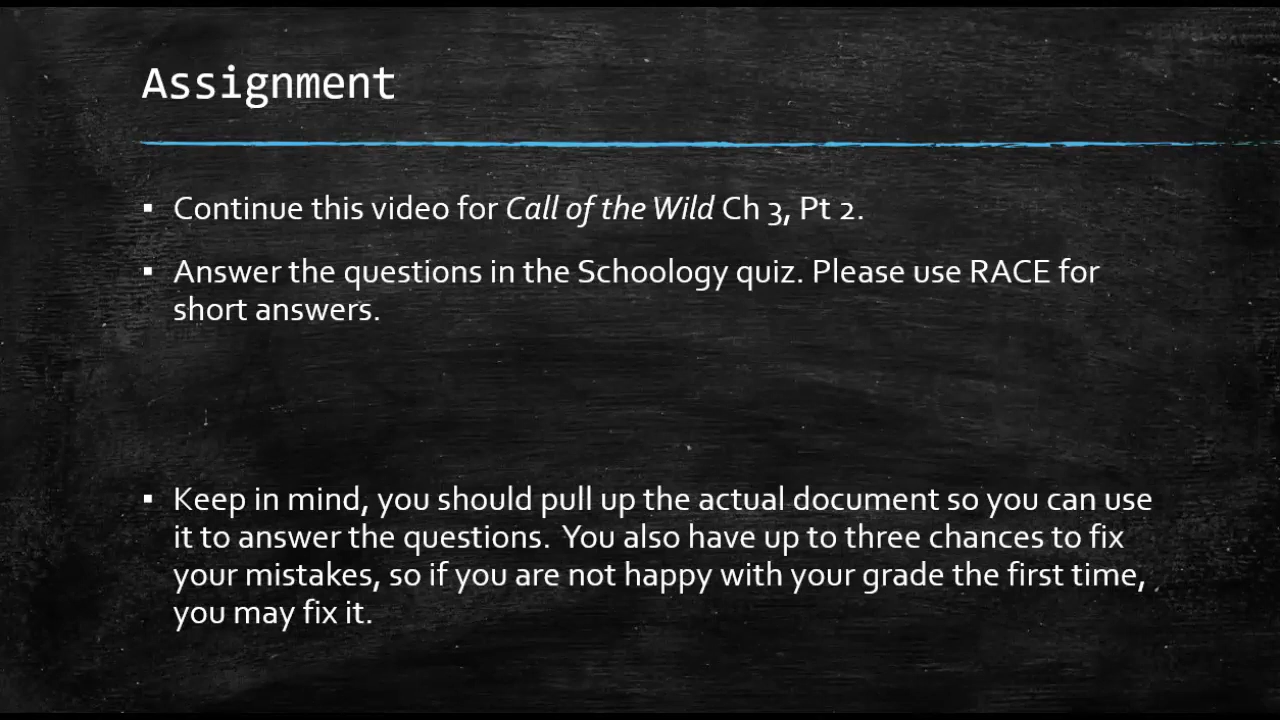 Assignment
▪ Continue this video for Call of the Wild Ch 3, Pt 2.
▪ Answer the questions in the Schoology quiz. Please use RACE for
short answers.
▪ Keep in mind, you should pull up the actual document so you can use
it to answer the questions.  You also have up to three chances to fix
your mistakes, so if you are not happy with your grade the first time,
you may fix it.